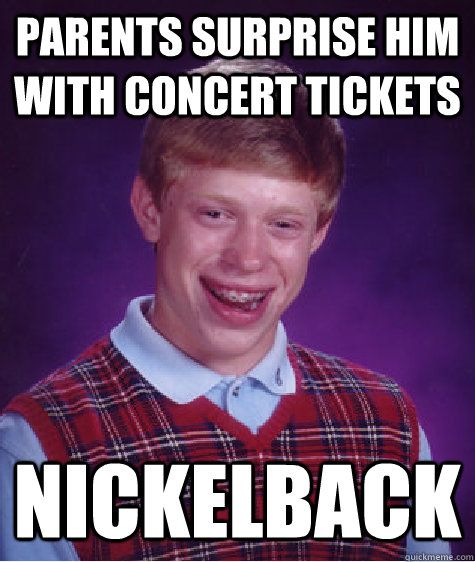 PARENTS SURPRISE HIM
WITH CONCERT TICKETS
NICKELBACK
quickmeme.com